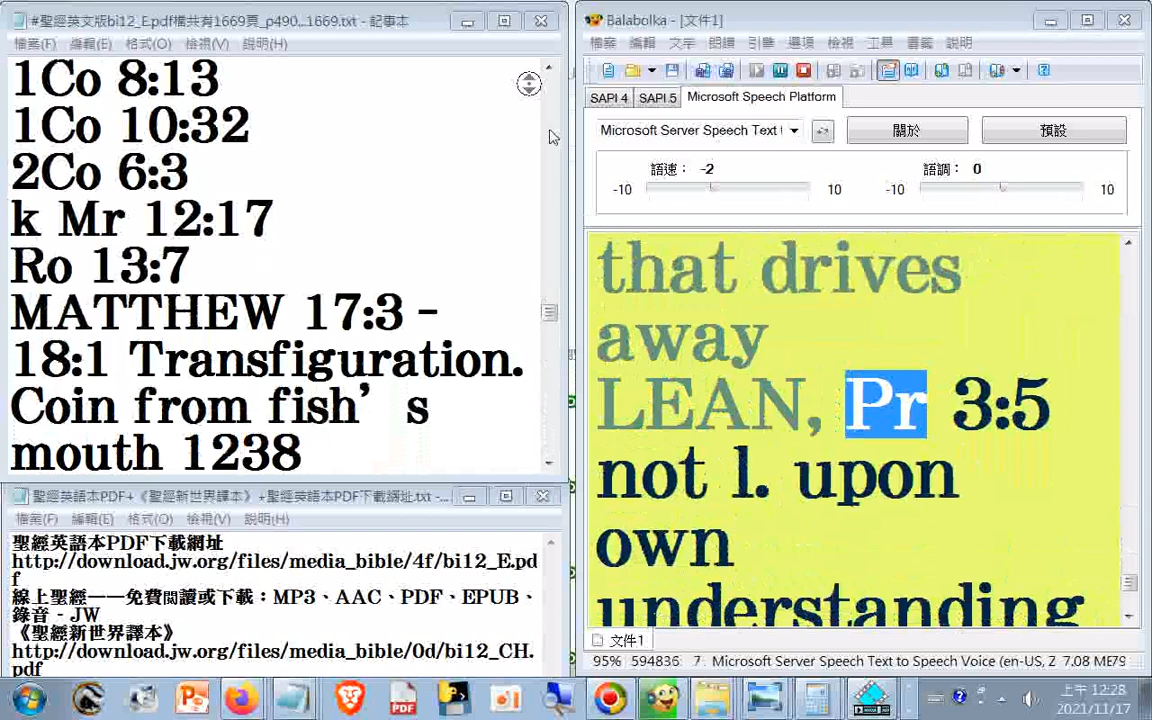 #聖經英文版bi12_E.pdf檔共有1669頁_p490,..1669.txt - 記事本
檔案(F) 編輯(E) 格式(O) 檢視(V) 說明(H)
1Co 8:13
1Co 10:32
2Co 6:3
k Mr 12:17
Ro 13:7
MATTHEW 17:3 -
18:1 Transfiguration.
Coin from fish’s
mouth 1238
聖經英語本PDF+《聖經新世界譯本》+聖經英語本PDF下載網址.txt -...
檔案(F) 編輯(E) 格式(O) 檢視(V) 說明(H)
聖經英語本PDF下載網址
http://download.jw.org/files/media_bible/4f/bi12_E.pd
f
線上聖經——免費閱讀或下載：MP3、AAC、PDF、EPUB、
錄音 - JW
《聖經新世界譯本》
http://download.jw.org/files/media_bible/0d/bi12_CH.
pdf
Balabolka - [文件1]
檔案 編輯 文字 朗讀 引擎 選項 檢視 工具 書籤 說明
SAPI 4 SAPI 5 Microsoft Speech Platform
Microsoft Server Speech Text 關於 預設
語速： -2 語調： 0
-10 10 -10 10
that drives
away
LEAN, Pr 3:5
not l. upon
own
understanding
文件1
95% 594836 7 Microsoft Server Speech Text to Speech Voice (en-US, Z 7.08 ME79
PDF
上午 12:28
2021/11/17